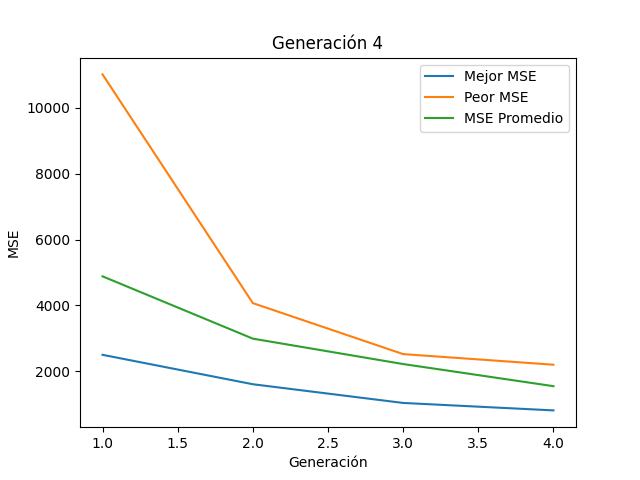 Generación 4
Mejor MSE
Peor MSE
MSE Promedio
10000
8000
6000
4000
2000
MSE
1.0 1.5 2.0 2.5 3.0 3.5 4.0
Generación